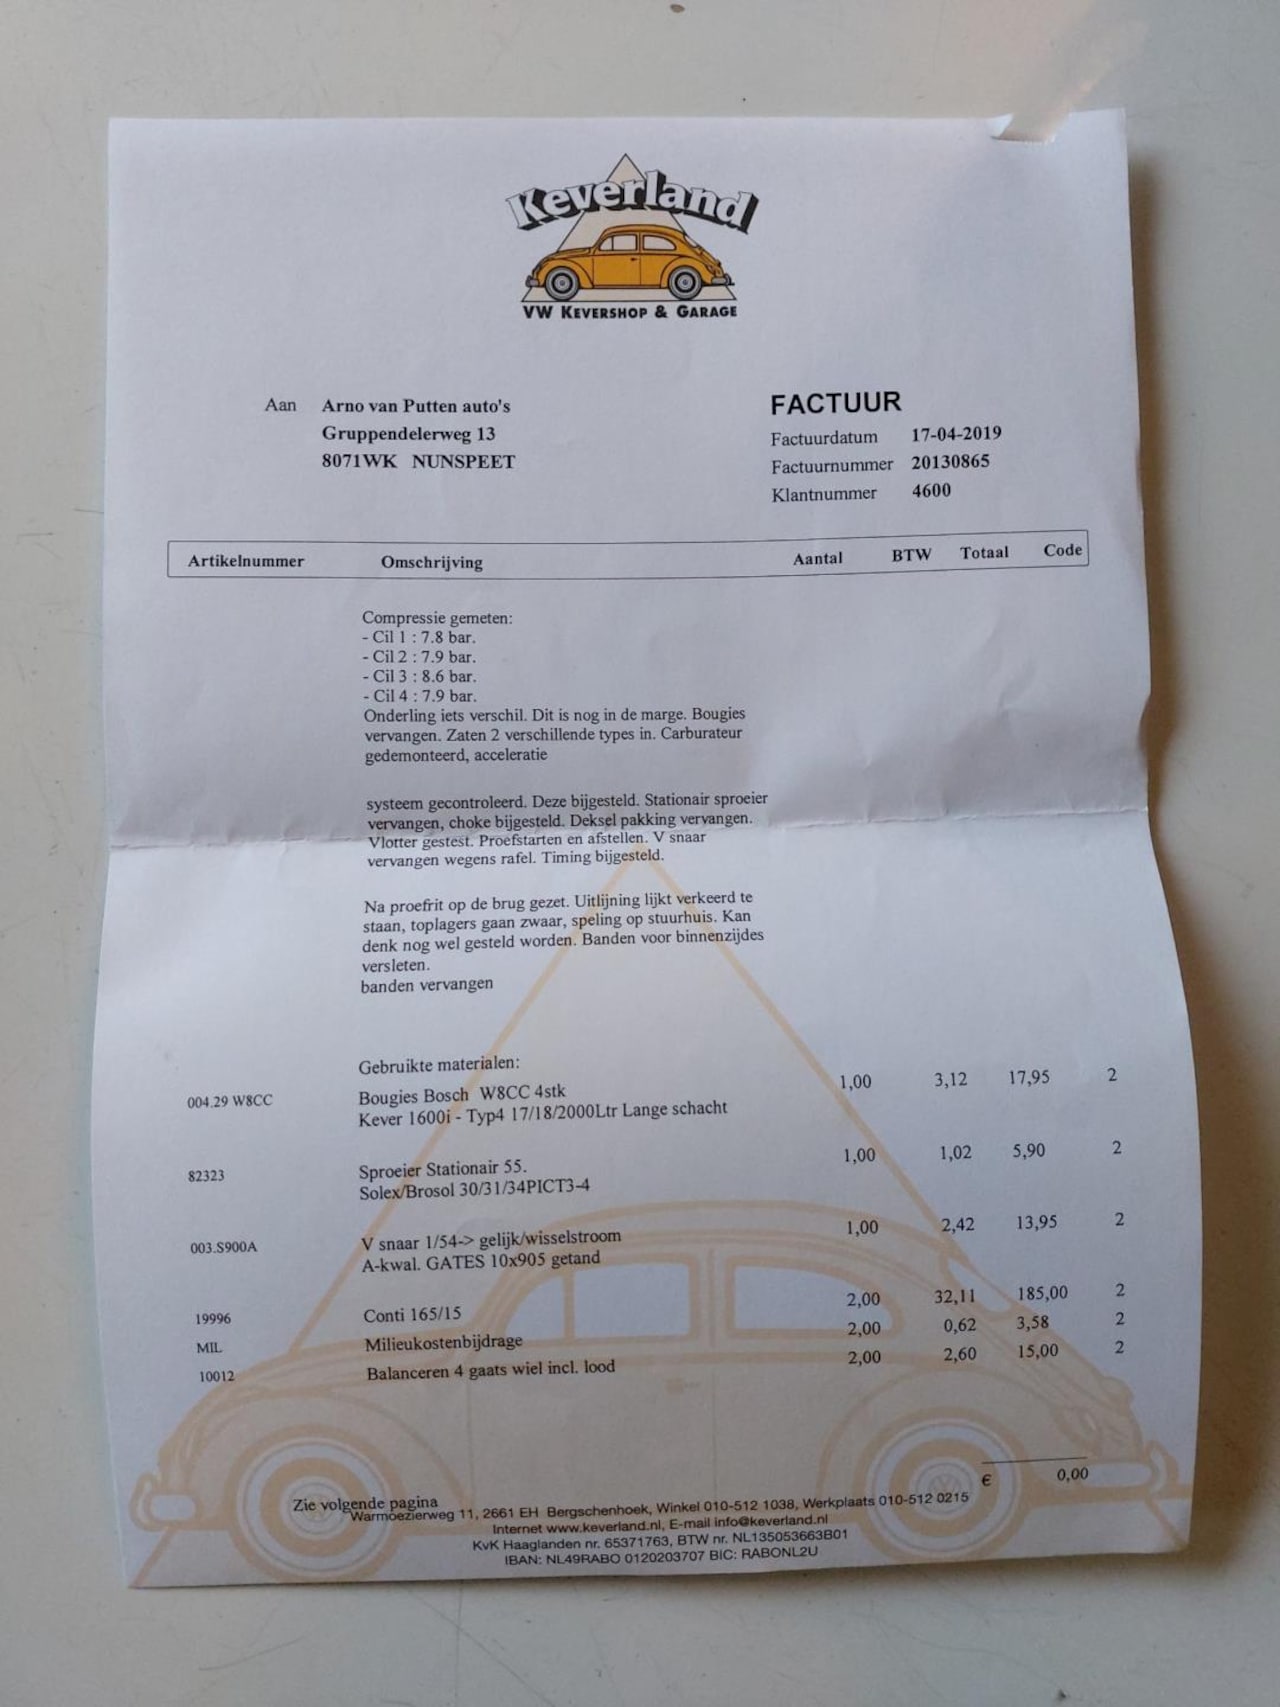 Keverland
VW KEVERSHOP & GARAGE
Aan Arno van Putten auto's
Gruppendelerweg 13
8071WK NUNSPEET
FACTUUR
Factuurdatum 17-04-2019
Factuurnummer 20130865
Klantnummer 4600
Artikelnummer Omschrijving Aantal BTW Totaal Code
Compressie gemeten:
- Cil 1 : 7.8 bar.
- Cil 2 : 7.9 bar.
- Cil 3 : 8.6 bar.
- Cil 4 : 7.9 bar.
Onderling iets verschil. Dit is nog in de marge. Bougies
vervangen. Zaten 2 verschillende types in. Carburateur
gedemonteerd, acceleratie
systeem gecontroleerd. Deze bijgesteld. Stationair sproeier
vervangen, choke bijgesteld. Deksel pakking vervangen.
Vlotter gestest. Proefstarten en afstellen. V snaar
vervangen wegens rafel. Timing bijgesteld.
Na proefrit op de brug gezet. Uitlijning lijkt verkeerd te
staan, toplagers gaan zwaar, speling op stuurhuis. Kan
denk nog wel gesteld worden. Banden voor binnenzijdes
versleten.
banden vervangen
Gebruikte materialen:
004.29 W8CC Bougies Bosch W8CC 4stk 1,00 3,12 17,95 2
Kever 1600i - Typ4 17/18/2000Ltr Lange schacht
82323 Sproeier Stationair 55. 1,00 1,02 5,90 2
Solex/Brosol 30/31/34PICT3-4
003.S900A V snaar 1/54-> gelijk/wisselstroom 1,00 2,42 13,95 2
A-kwal. GATES 10x905 getand
19996 Conti 165/15 2,00 32,11 185,00 2
MIL Milieukostenbijdrage 2,00 0,62 3,58 2
10012 Balanceren 4 gaats wiel incl. lood 2,00 2,60 15,00 2
€ 0,00
Zie volgende pagina
Warmoezierweg 11, 2661 EH Bergschenhoek, Winkel 010-512 1038, Werkplaats 010-512 0215
Internet www.keverland.nl, E-mail info@keverland.nl
KvK Haaglanden nr. 65371763, BTW nr. NL135053663B01
IBAN: NL49RABO 0120203707 BIC: RABONL2U